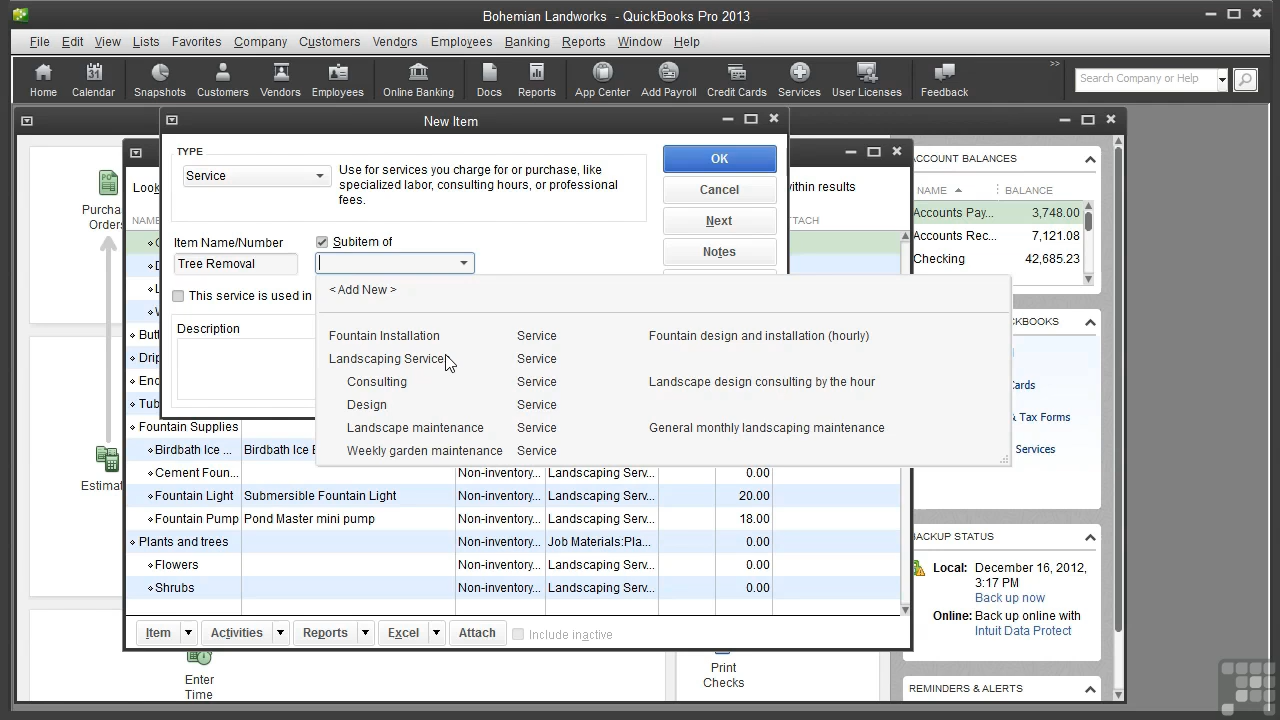 Bohemian Landworks - QuickBooks Pro 2013
File Edit View Lists Favorites Company Customers Vendors Employees Banking Reports Window Help
Home Calendar Snapshots Customers Vendors Employees Online Banking Docs Reports App Center Add Payroll Credit Cards Services User Licenses Feedback
31
>>
Search Company or Help
New Item
TYPE
Service
Use for services you charge for or purchase, like
specialized labor, consulting hours, or professional
fees.
OK
Cancel
Next
Notes
Item Name/Number
Subitem of
Tree Removal
This service is used in
Description
< Add New >
Fountain Installation Service Fountain design and installation (hourly)
Landscaping Service Service
Consulting Service Landscape design consulting by the hour
Design Service
Landscape maintenance Service General monthly landscaping maintenance
Weekly garden maintenance Service
Look
within results
NAM
TTACH
Butt
Drip
Enc
Tub
Fountain Supplies
Birdbath Ice ... Birdbath Ice
Cement Foun... Non-inventory... Landscaping Serv... 0.00
Fountain Light Submersible Fountain Light Non-inventory... Landscaping Serv... 20.00
Fountain Pump Pond Master mini pump Non-inventory... Landscaping Serv... 18.00
Plants and trees Non-inventory... Job Materials:Pla... 0.00
Flowers Non-inventory... Landscaping Serv... 0.00
Shrubs Non-inventory... Landscaping Serv... 0.00
Item Activities Reports Excel Attach Include inactive
Purcha
Orders
Estimat
Enter
Time
Print
Checks
ACCOUNT BALANCES
NAME BALANCE
Accounts Pay... 3,748.00
Accounts Rec... 7,121.08
Checking 42,685.23
CKBOOKS
Cards
& Tax Forms
Services
BACKUP STATUS
Local: December 16, 2012,
3:17 PM
Back up now
Online: Back up online with
Intuit Data Protect
REMINDERS & ALERTS